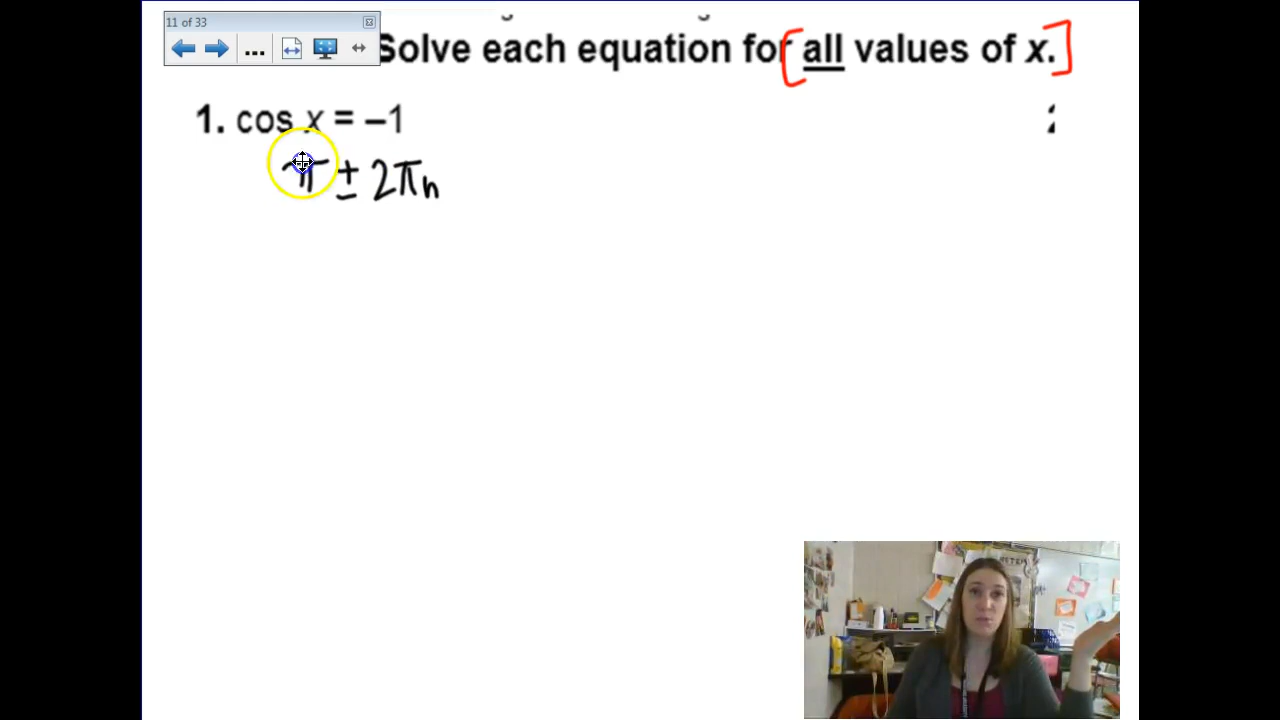 11 of 33
Solve each equation for all values of x.
1. cos x = –1
π ± 2πn